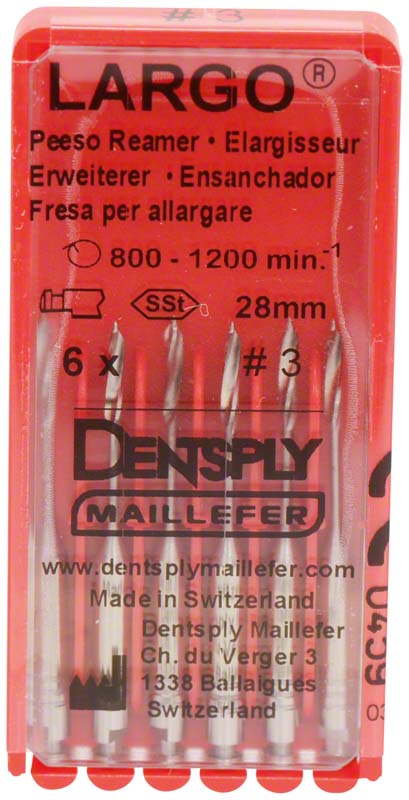 # 3
LARGO®
Peeso Reamer • Elargisseur
Erweiterer • Ensanchador
Fresa per allargare
800 - 1200 min.-1
SSt 28mm
6 x # 3
DENTSPLY
MAILLEFER
www.dentsplymaillefer.com
Made in Switzerland
Dentsply Maillefer
Ch. du Verger 3
1338 Ballaigues
Switzerland
03